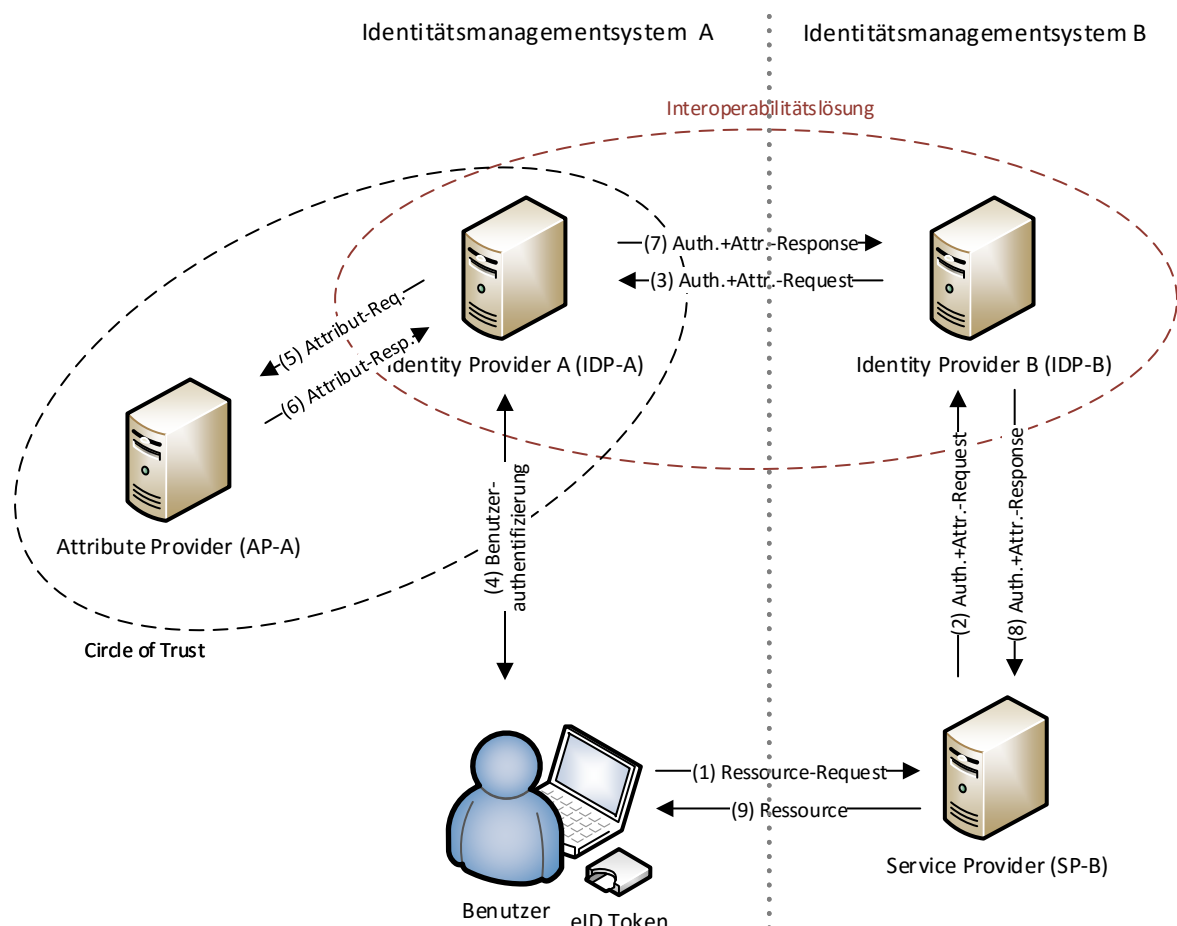 Identitätsmanagementsystem A
Identitätsmanagementsystem B
Interoperabilitätslösung
(7) Auth.+Attr.-Response
(3) Auth.+Attr.-Request
(5) Attribut-Req.
(6) Attribut-Resp.
Identity Provider A (IDP-A)
Identity Provider B (IDP-B)
Attribute Provider (AP-A)
(4) Benutzer-
authentifizierung
(2) Auth.+Attr.-Request
(8) Auth.+Attr.-Response
Circle of Trust
(1) Ressource-Request
(9) Ressource
Service Provider (SP-B)
Benutzer
eID Token